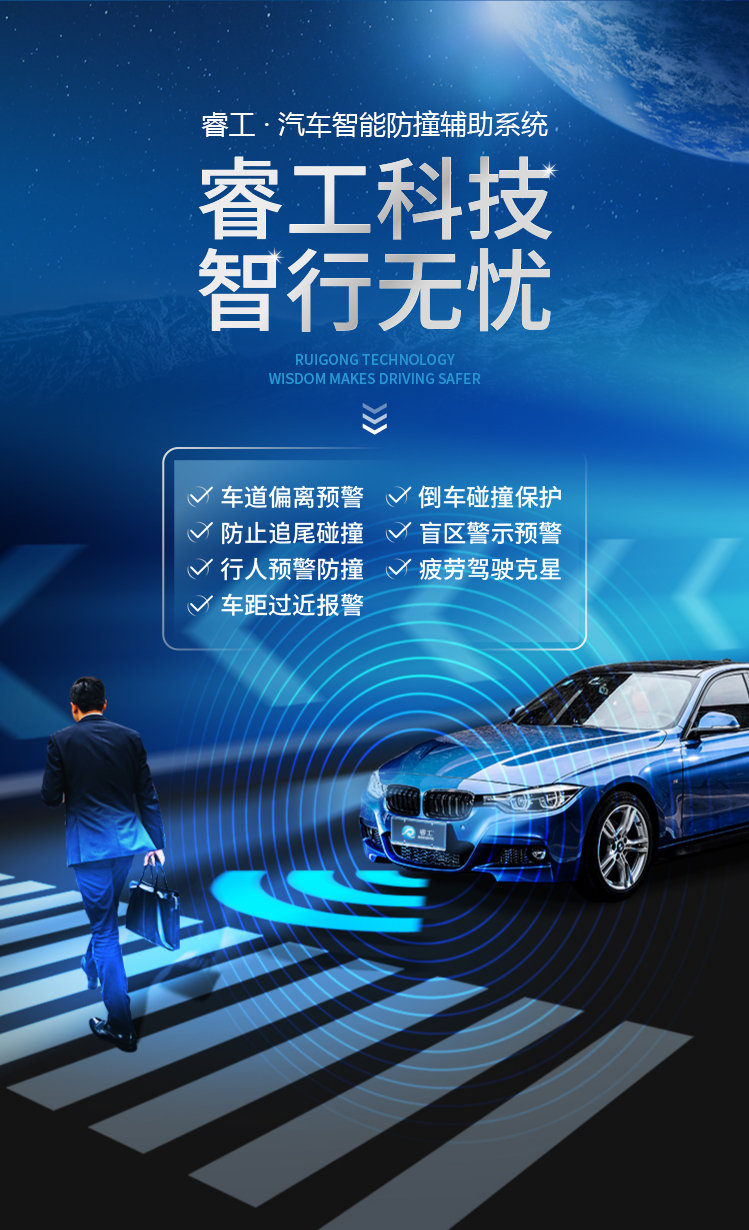 睿工·汽车智能防撞辅助系统
睿工科技
智行无忧
RUIGONG TECHNOLOGY
WISDOM MAKES DRIVING SAFER
车道偏离预警 倒车碰撞保护
防止追尾碰撞 盲区警示预警
行人预警防撞 疲劳驾驶克星
车距过近报警
睿工